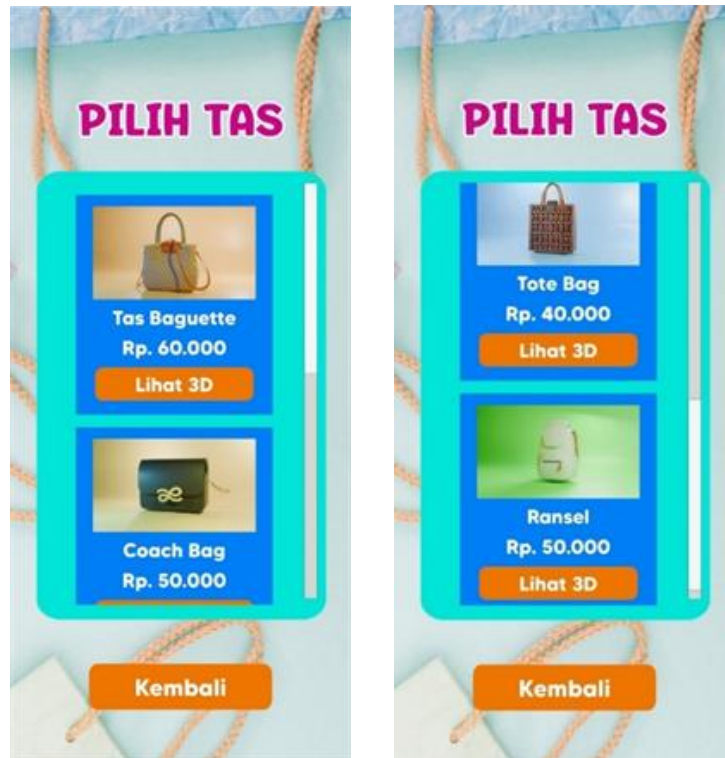 PILIH TAS
Tas Baguette
Rp. 60.000
Lihat 3D
Coach Bag
Rp. 50.000
Kembali
PILIH TAS
Tote Bag
Rp. 40.000
Lihat 3D
Ransel
Rp. 50.000
Lihat 3D
Kembali